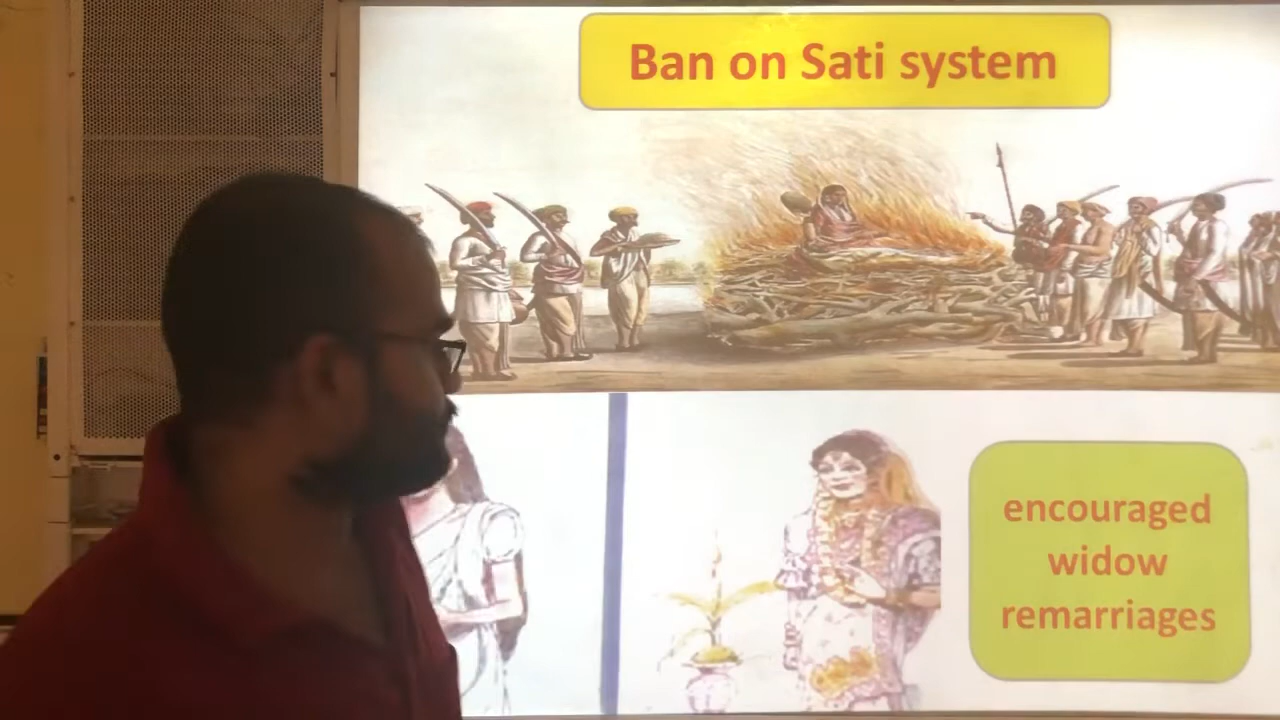 Ban on Sati system
encouraged
widow
remarriages